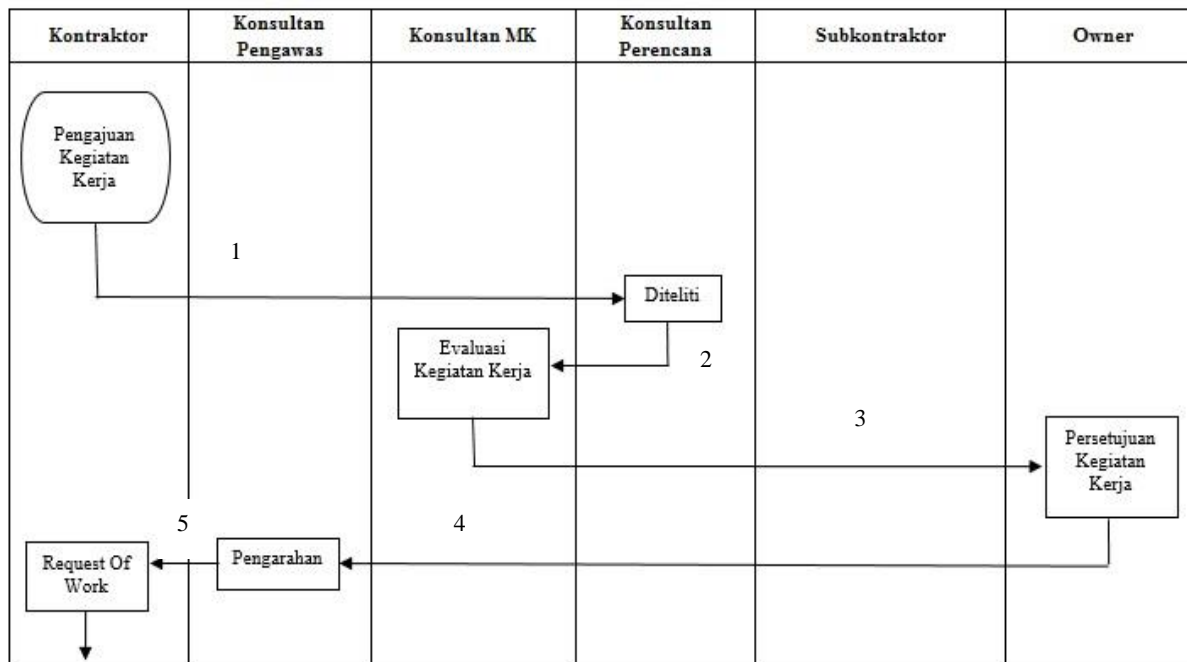 Kontraktor
Konsultan
Pengawas
Konsultan MK
Konsultan
Perencana
Subkontraktor
Owner
Pengajuan
Kegiatan
Kerja
1
Diteliti
Evaluasi
Kegiatan Kerja
2
3
Persetujuan
Kegiatan
Kerja
5
4
Request Of
Work
Pengarahan